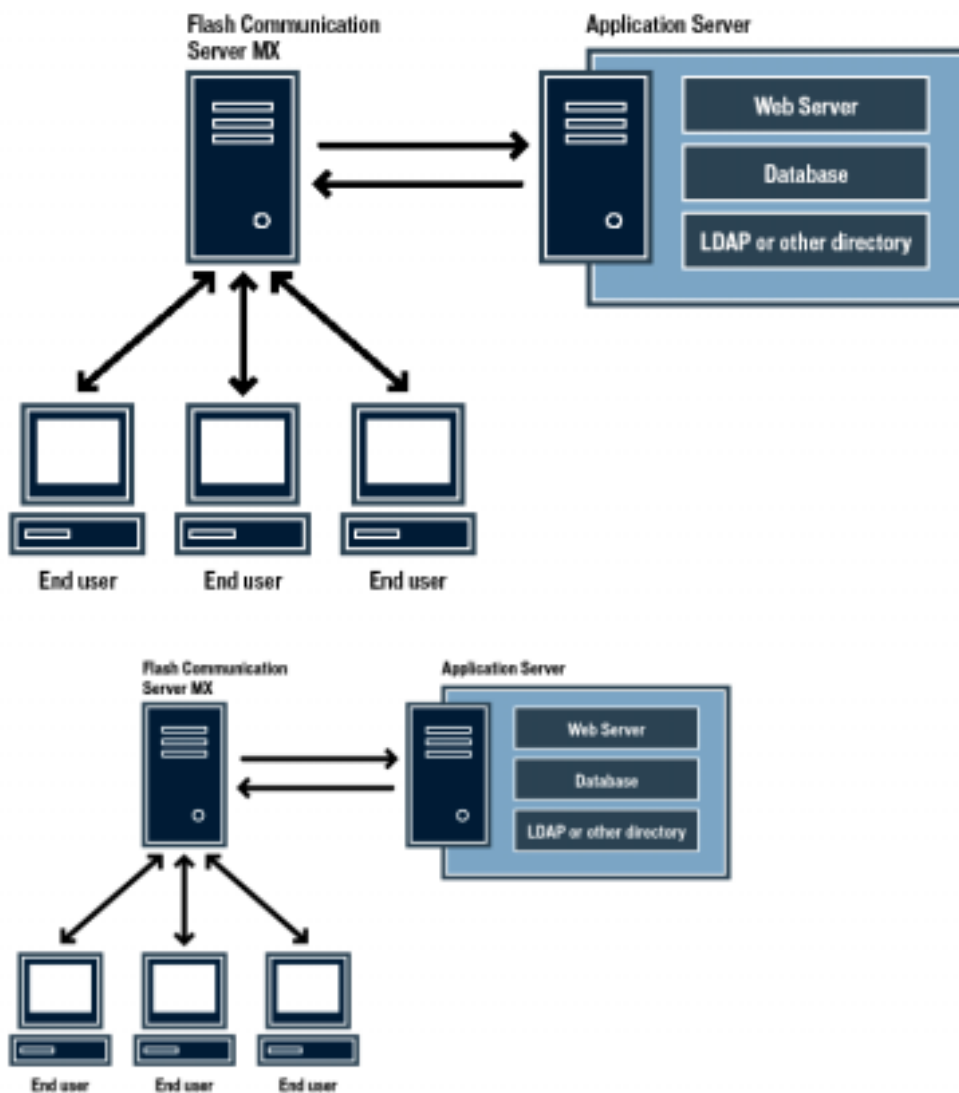 Flash Communication
Server MX
Application Server
Web Server
Database
LDAP or other directory
End user
End user
End user
Flash Communication
Server MX
Application Server
Web Server
Database
LDAP or other directory
End user
End user
End user